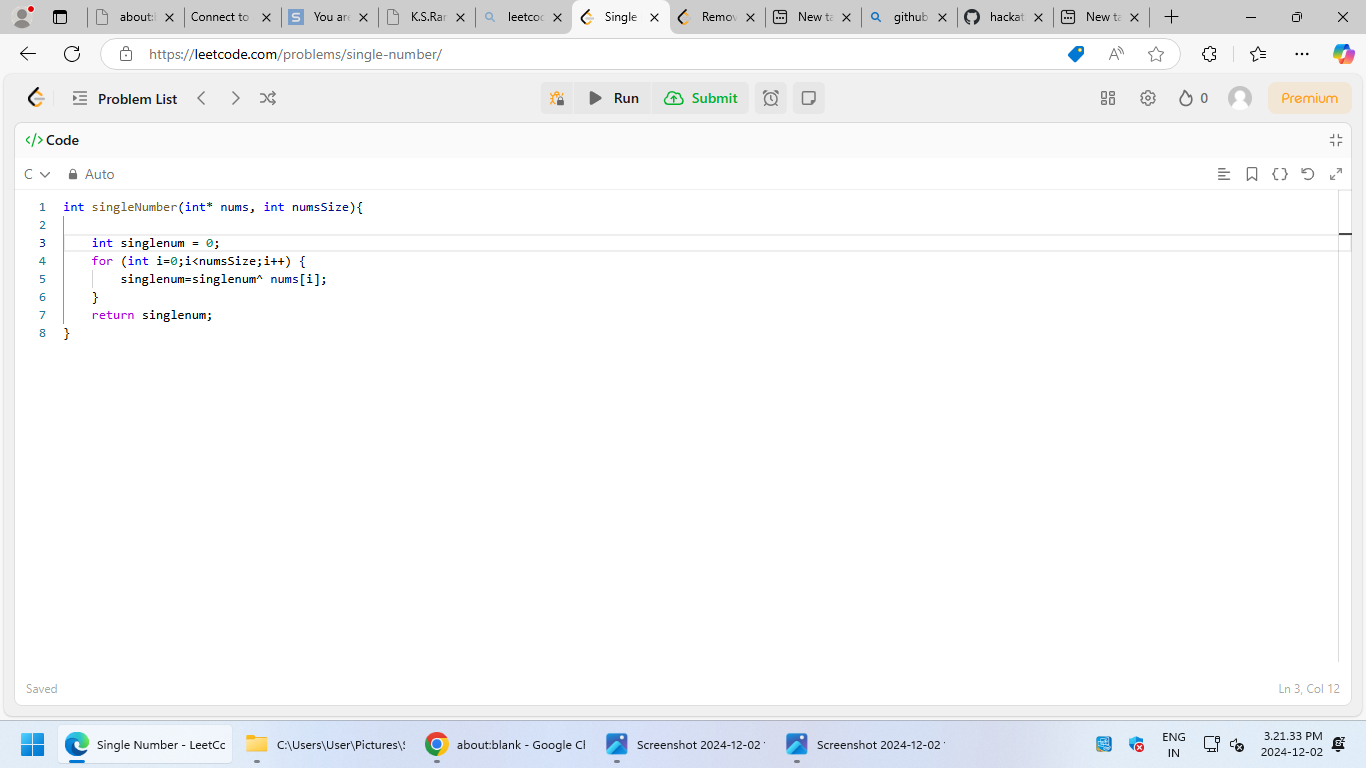 about:b
Connect to
You are
K.S.Rar
leetcoc
Single
Remov
New ta
github
hackat
New ta
https://leetcode.com/problems/single-number/
Problem List
Run
Submit
0
Premium
</> Code
C
Auto
1 int singleNumber(int* nums, int numsSize){
2
3 int singlenum = 0;
4 for (int i=0;i<numsSize;i++) {
5 singlenum=singlenum^ nums[i];
6 }
7 return singlenum;
8 }
Saved
Ln 3, Col 12
Single Number - LeetCc
C:\Users\User\Pictures\S
about:blank - Google Cl
Screenshot 2024-12-02
Screenshot 2024-12-02
ENG
IN
3.21.33 PM
2024-12-02